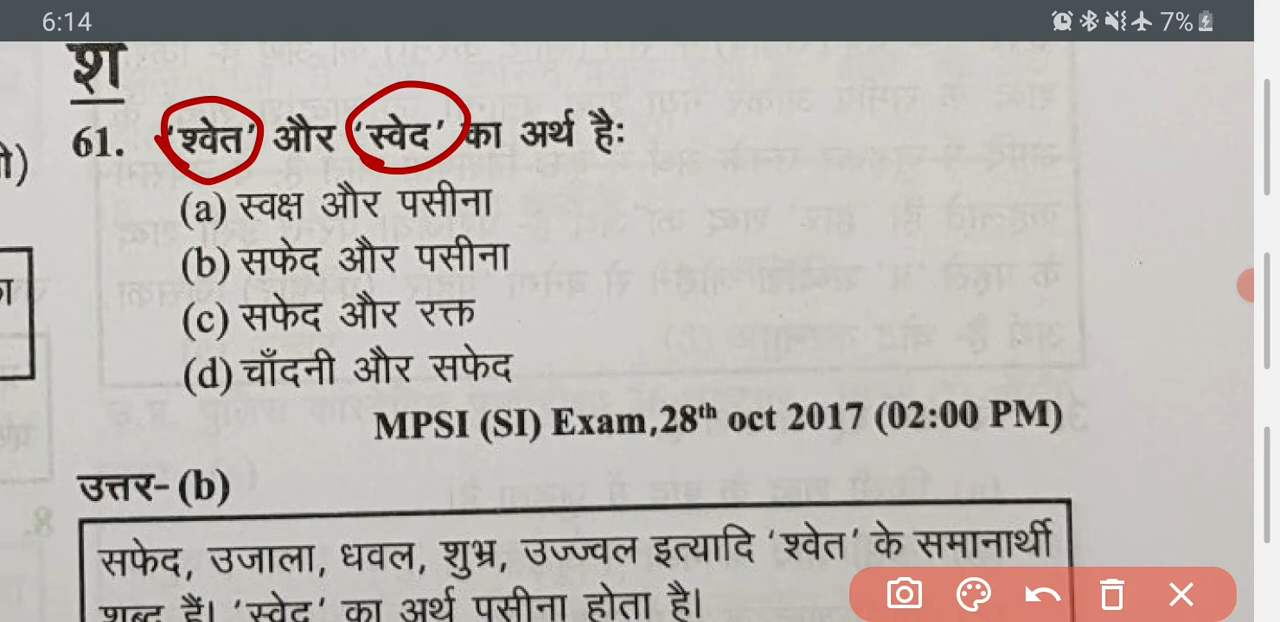 6:14
7%
श
61. 'श्वेत' और 'स्वेद' का अर्थ है:
(a) स्वक्ष और पसीना
(b) सफेद और पसीना
(c) सफेद और रक्त
(d) चाँदनी और सफेद
MPSI (SI) Exam,28th oct 2017 (02:00 PM)
उत्तर- (b)
सफेद, उजाला, धवल, शुभ्र, उज्ज्वल इत्यादि 'श्वेत' के समानार्थी
शब्द हैं। 'स्वेद' का अर्थ पसीना होता है।